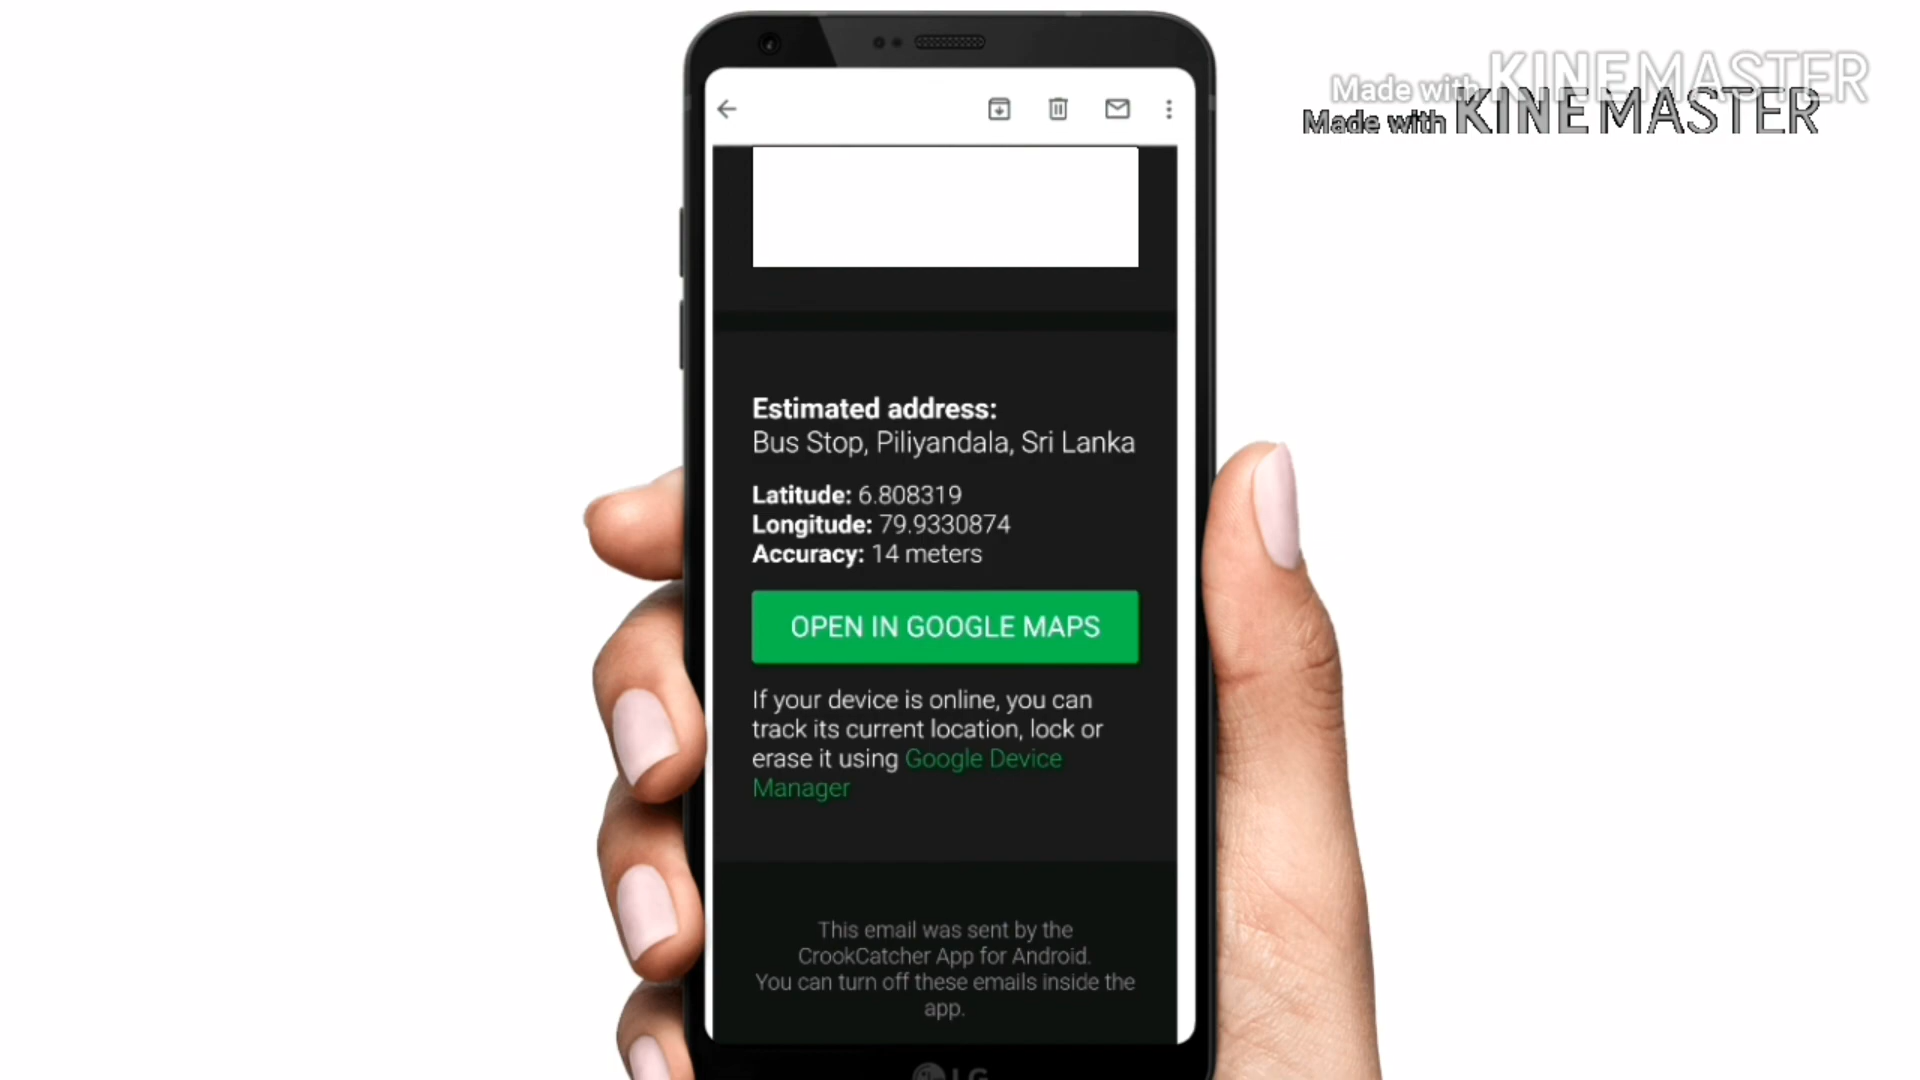 Made with KINEMASTER
Made with KINEMASTER
Estimated address:
Bus Stop, Piliyandala, Sri Lanka
Latitude: 6.808319
Longitude: 79.9330874
Accuracy: 14 meters
OPEN IN GOOGLE MAPS
If your device is online, you can
track its current location, lock or
erase it using Google Device
Manager
This email was sent by the
CrookCatcher App for Android.
You can turn off these emails inside the
app.
LG